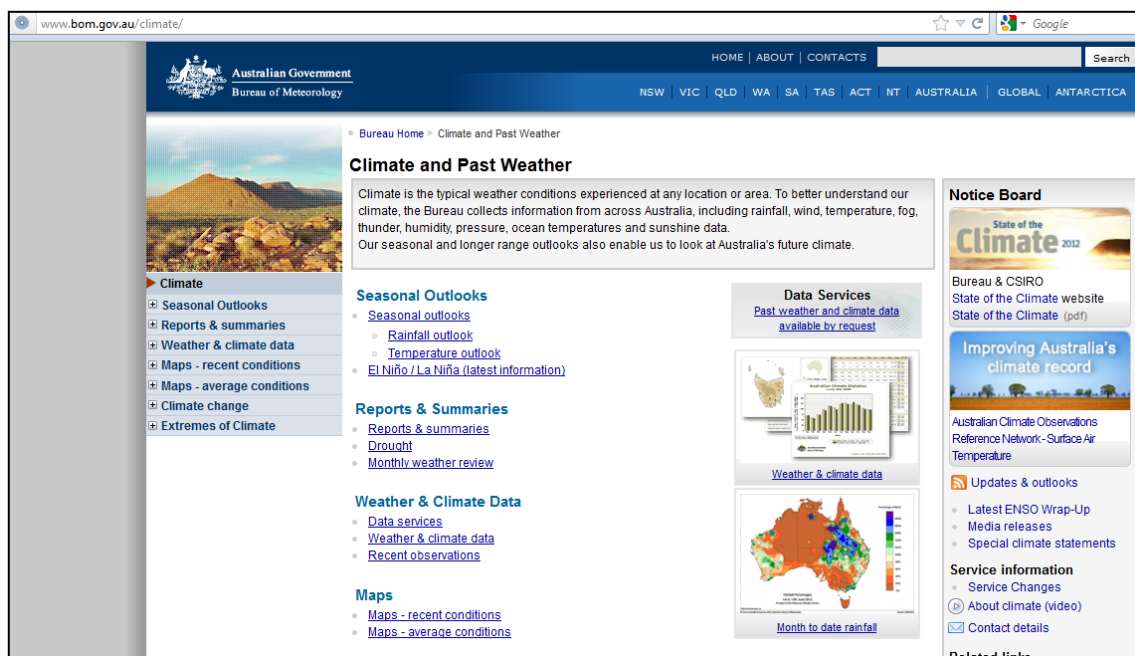 www.bom.gov.au/climate/
Google
HOME | ABOUT | CONTACTS
Search
Australian Government
Bureau of Meteorology
NSW | VIC | QLD | WA | SA | TAS | ACT | NT | AUSTRALIA | GLOBAL | ANTARCTICA
Bureau Home > Climate and Past Weather
Climate and Past Weather
Climate is the typical weather conditions experienced at any location or area. To better understand our
climate, the Bureau collects information from across Australia, including rainfall, wind, temperature, fog,
thunder, humidity, pressure, ocean temperatures and sunshine data.
Our seasonal and longer range outlooks also enable us to look at Australia's future climate.
Climate
Seasonal Outlooks
Reports & summaries
Weather & climate data
Maps - recent conditions
Maps - average conditions
Climate change
Extremes of Climate
Seasonal Outlooks
Seasonal outlooks
Rainfall outlook
Temperature outlook
El Niño / La Niña (latest information)
Reports & Summaries
Reports & summaries
Drought
Monthly weather review
Weather & Climate Data
Data services
Weather & climate data
Recent observations
Maps
Maps - recent conditions
Maps - average conditions
Data Services
Past weather and climate data
available by request
Australian Climate Statistics
Weather & climate data
Rainfall Percentages
Month to date rainfall
Notice Board
State of the
Climate 2012
Bureau & CSIRO
State of the Climate website
State of the Climate (pdf)
Improving Australia's
climate record
Australian Climate Observations
Reference Network - Surface Air
Temperature
Updates & outlooks
Latest ENSO Wrap-Up
Media releases
Special climate statements
Service information
Service Changes
About climate (video)
Contact details
Related links